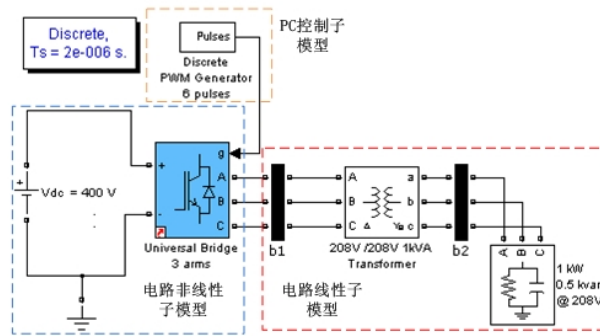 Discrete,
Ts = 2e-006 s.
Pulses
Discrete
PWM Generator
6 pulses
PC控制子
模型
g
+
A
B
-
C
Universal Bridge
3 arms
+
Vdc = 400 V
电路非线性
子模型
b1
A
B
C
a
b
c
Δ
Yg
208V /208V 1kVA
Transformer
b2
电路线性子
模型
A
B
C
1 kW
0.5 kvar
@ 208V